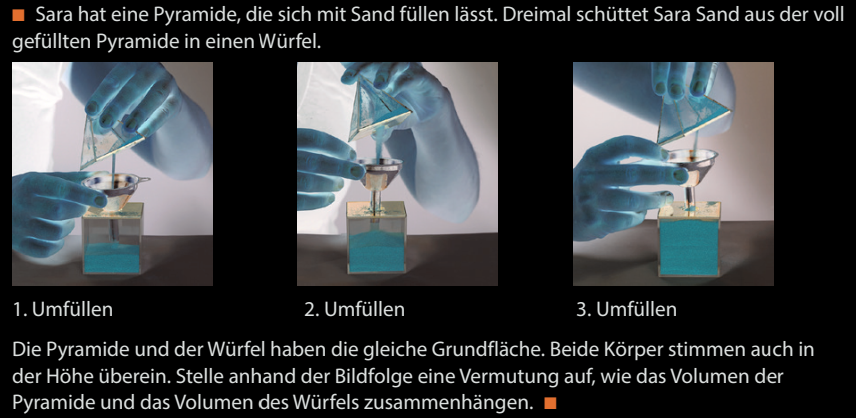 Sara hat eine Pyramide, die sich mit Sand füllen lässt. Dreimal schüttet Sara Sand aus der voll
gefüllten Pyramide in einen Würfel.
1. Umfüllen
2. Umfüllen
3. Umfüllen
Die Pyramide und der Würfel haben die gleiche Grundfläche. Beide Körper stimmen auch in
der Höhe überein. Stelle anhand der Bildfolge eine Vermutung auf, wie das Volumen der
Pyramide und das Volumen des Würfels zusammenhängen.